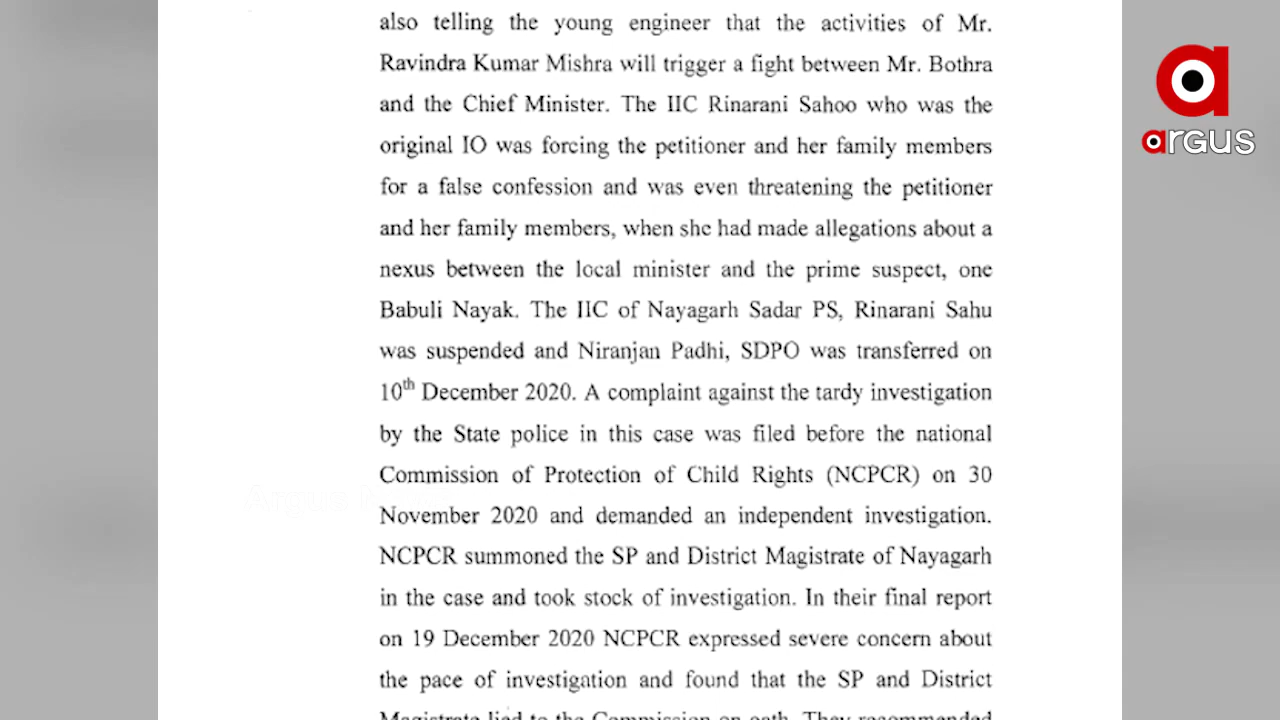 also telling the young engineer that the activities of Mr.
Ravindra Kumar Mishra will trigger a fight between Mr. Bothra
and the Chief Minister. The IIC Rinarani Sahoo who was the
original IO was forcing the petitioner and her family members
for a false confession and was even threatening the petitioner
and her family members, when she had made allegations about a
nexus between the local minister and the prime suspect, one
Babuli Nayak. The IIC of Nayagarh Sadar PS, Rinarani Sahu
was suspended and Niranjan Padhi, SDPO was transferred on
10th December 2020. A complaint against the tardy investigation
by the State police in this case was filed before the national
Commission of Protection of Child Rights (NCPCR) on 30
November 2020 and demanded an independent investigation.
NCPCR summoned the SP and District Magistrate of Nayagarh
in the case and took stock of investigation. In their final report
on 19 December 2020 NCPCR expressed severe concern about
the pace of investigation and found that the SP and District
Magistrate lied to the Commission on oath. They recommended
a
argus
Argus